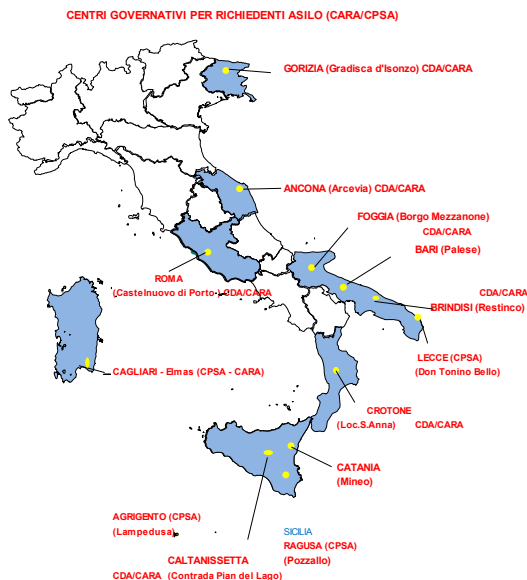 CENTRI GOVERNATIVI PER RICHIEDENTI ASILO (CARA/CPSA)
GORIZIA (Gradisca d'Isonzo) CDA/CARA
ANCONA (Arcevia) CDA/CARA
FOGGIA (Borgo Mezzanone)
CDA/CARA
BARI (Palese)
ROMA
(Castelnuovo di Porto) CDA/CARA
CDA/CARA
BRINDISI (Restinco)
LECCE (CPSA)
(Don Tonino Bello)
CAGLIARI - Elmas (CPSA - CARA)
CROTONE
(Loc.S.Anna) CDA/CARA
CATANIA
(Mineo)
AGRIGENTO (CPSA)
(Lampedusa)
SICILIA
RAGUSA (CPSA)
(Pozzallo)
CALTANISSETTA
CDA/CARA (Contrada Pian del Lago)